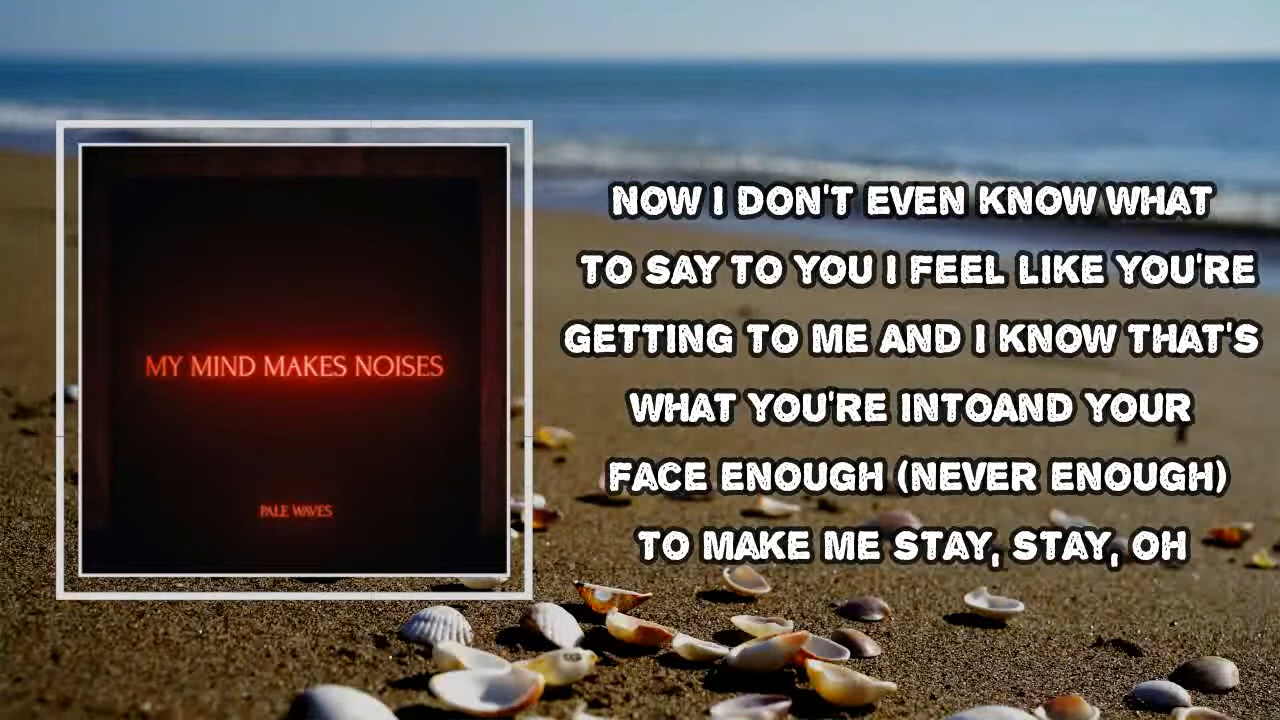 MY MIND MAKES NOISES
PALE WAVES
NOW I DON'T EVEN KNOW WHAT
TO SAY TO YOU I FEEL LIKE YOU'RE
GETTING TO ME AND I KNOW THAT'S
WHAT YOU'RE INTOAND YOUR
FACE ENOUGH (NEVER ENOUGH)
TO MAKE ME STAY, STAY, OH